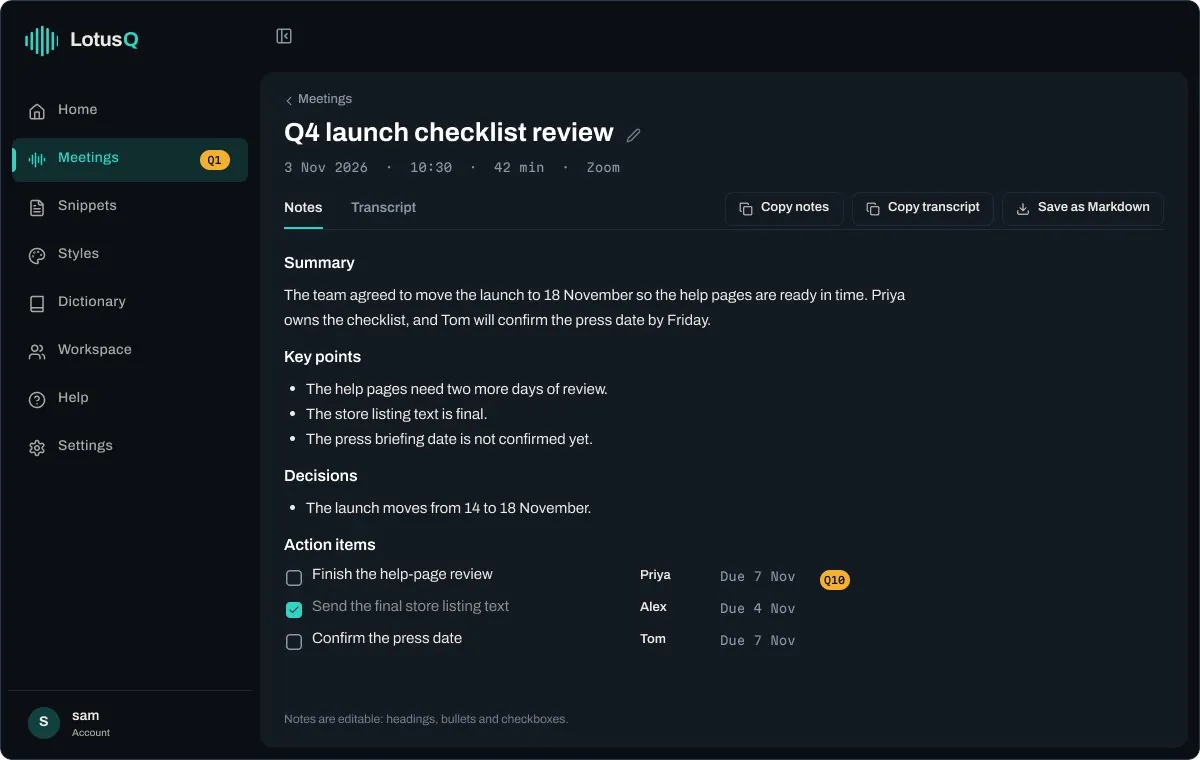 LotusQ
Home
Meetings
Q1
Snippets
Styles
Dictionary
Workspace
Help
Settings
S
sam
Account
Meetings
Q4 launch checklist review
3 Nov 2026 · 10:30 · 42 min · Zoom
Notes Transcript Copy notes Copy transcript Save as Markdown
Summary
The team agreed to move the launch to 18 November so the help pages are ready in time. Priya
owns the checklist, and Tom will confirm the press date by Friday.
Key points
• The help pages need two more days of review.
• The store listing text is final.
• The press briefing date is not confirmed yet.
Decisions
• The launch moves from 14 to 18 November.
Action items
Finish the help-page review Priya Due 7 Nov Q10
Send the final store listing text Alex Due 4 Nov
Confirm the press date Tom Due 7 Nov
Notes are editable: headings, bullets and checkboxes.